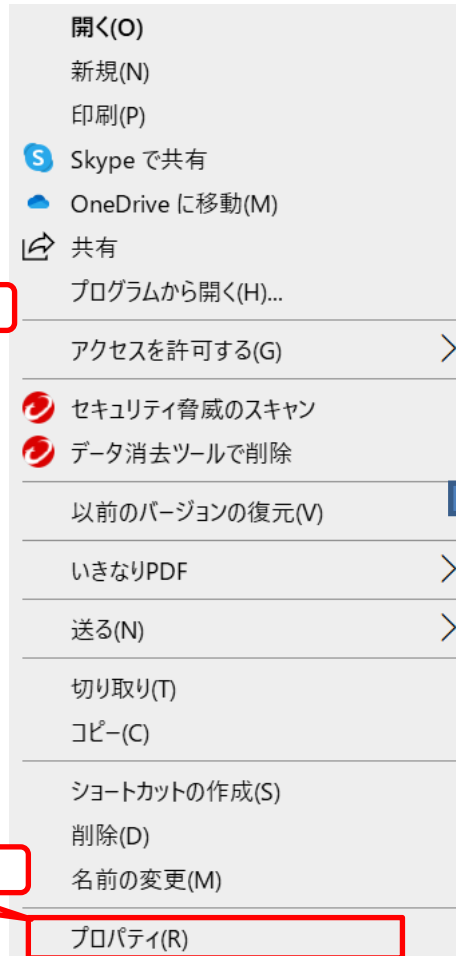 開く(O)
新規(N)
印刷(P)
Skype で共有
OneDrive に移動(M)
共有
プログラムから開く(H)...
アクセスを許可する(G)
セキュリティ脅威のスキャン
データ消去ツールで削除
以前のバージョンの復元(V)
いきなりPDF
送る(N)
切り取り(T)
コピー(C)
ショートカットの作成(S)
削除(D)
名前の変更(M)
プロパティ(R)